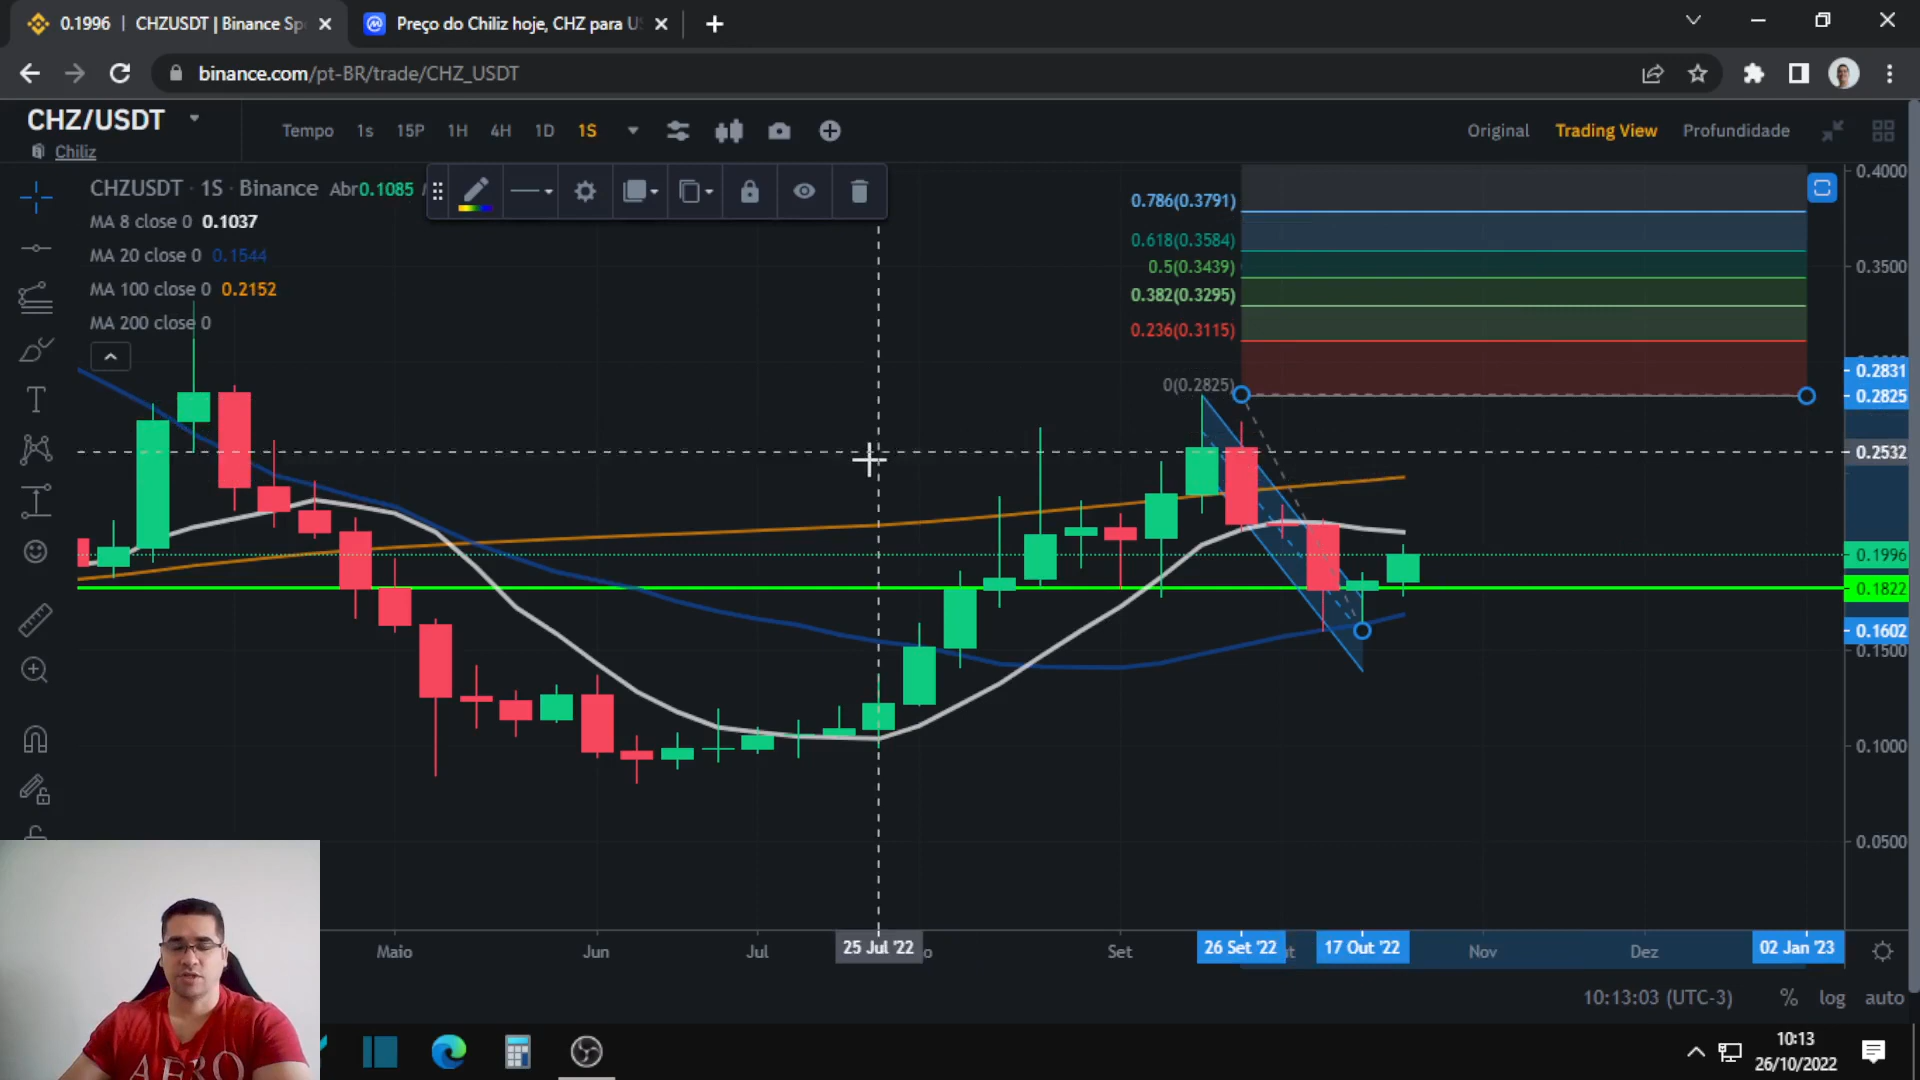 0.1996 | CHZUSDT | Binance Sp
Preço do Chiliz hoje, CHZ para U
binance.com/pt-BR/trade/CHZ_USDT
CHZ/USDT
Chiliz
Tempo 1s 15P 1H 4H 1D 1S
Original Trading View Profundidade
CHZUSDT · 1S · Binance Abr0.1085
MA 8 close 0 0.1037
MA 20 close 0 0.1544
MA 100 close 0 0.2152
MA 200 close 0
0.786(0.3791)
0.618(0.3584)
0.5(0.3439)
0.382(0.3295)
0.236(0.3115)
0(0.2825)
0.4000
0.3500
0.2831
0.2825
0.2532
0.1996
0.1822
0.1602
0.1500
0.1000
0.0500
Maio Jun Jul 25 Jul '22 o Set 26 Set '22 t 17 Out '22 Nov Dez 02 Jan '23
10:13:03 (UTC-3) % log auto
AERO
10:13
26/10/2022